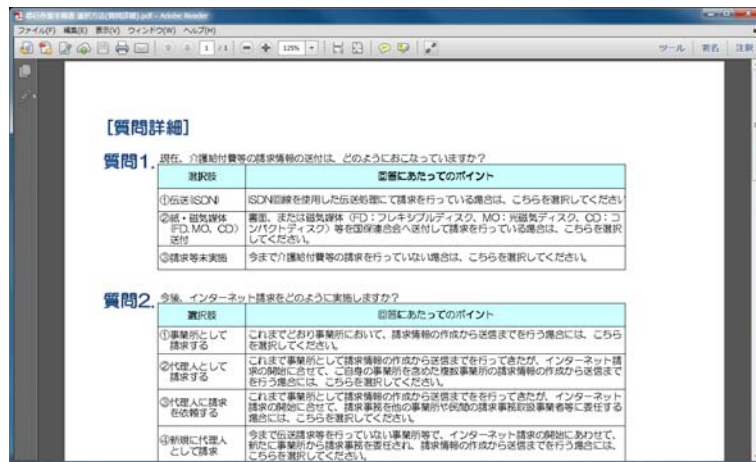 選択方法(質問詳細).pdf - Adobe Reader
ファイル(F) 編集(E) 表示(V) ウィンドウ(W) ヘルプ(H)
1 / 1 125% ツール 署名 注釈
[質問詳細]
質問1. 現在、介護給付費等の請求情報の送付は、どのようにおこなっていますか？
選択肢 回答にあたってのポイント
①伝送(ISDN) ISDN回線を使用した伝送処理にて請求を行っている場合は、こちらを選択してください
②紙・磁気媒体 書面、または磁気媒体（FD：フレキシブルディスク、MO：光磁気ディスク、CD：コ
(FD, MO, CD) ンパクトディスク）等を国保連合会へ送付して請求を行っている場合は、こちらを選択
送付 してください。
③請求等未実施 今まで介護給付費等の請求を行っていない場合は、こちらを選択してください。
質問2. 今後、インターネット請求をどのように実施しますか？
選択肢 回答にあたってのポイント
①事業所として これまでどおり事業所において、請求情報の作成から送信までを行う場合には、こちら
請求する を選択してください。
②代理人として これまで事業所として請求情報の作成から送信までを行ってきたが、インターネット請
請求する 求の開始に合せて、ご自身の事業所を含めた複数事業所の請求情報の作成から送信まで
を行う場合には、こちらを選択してください。
③代理人に請求 これまで事業所として請求情報の作成から送信までをを行ってきたが、インターネット
を依頼する 請求の開始に合せて、請求事務を他の事業所や民間の請求事務取扱事業者等に委任する
場合には、こちらを選択してください。
④新規に代理人 今まで伝送請求等を行っていない事業所等で、インターネット請求の開始にあわせて、
として請求 新たに事業所から請求事務を委任され、請求情報の作成から送信までを行う場合には、
こちらを選択してください。